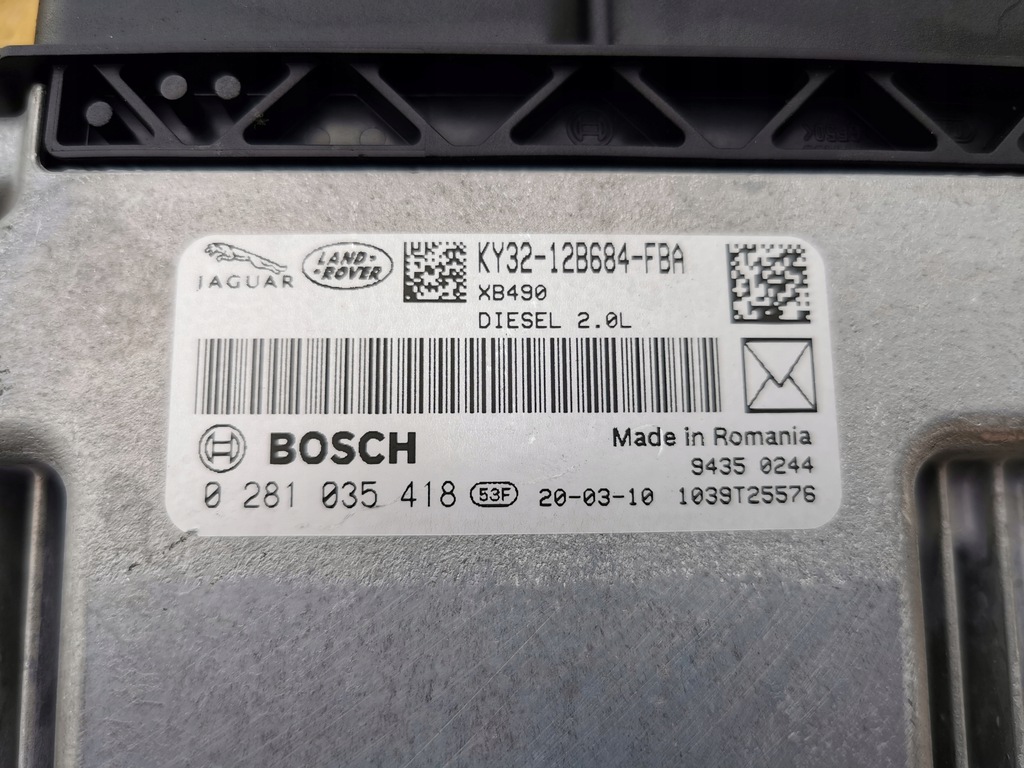 JAGUAR
LAND-
-ROVER
KY32-12B684-FBA
XB490
DIESEL 2.0L
BOSCH
Made in Romania
9435 0244
0 281 035 418 53F 20-03-10 1039T25576